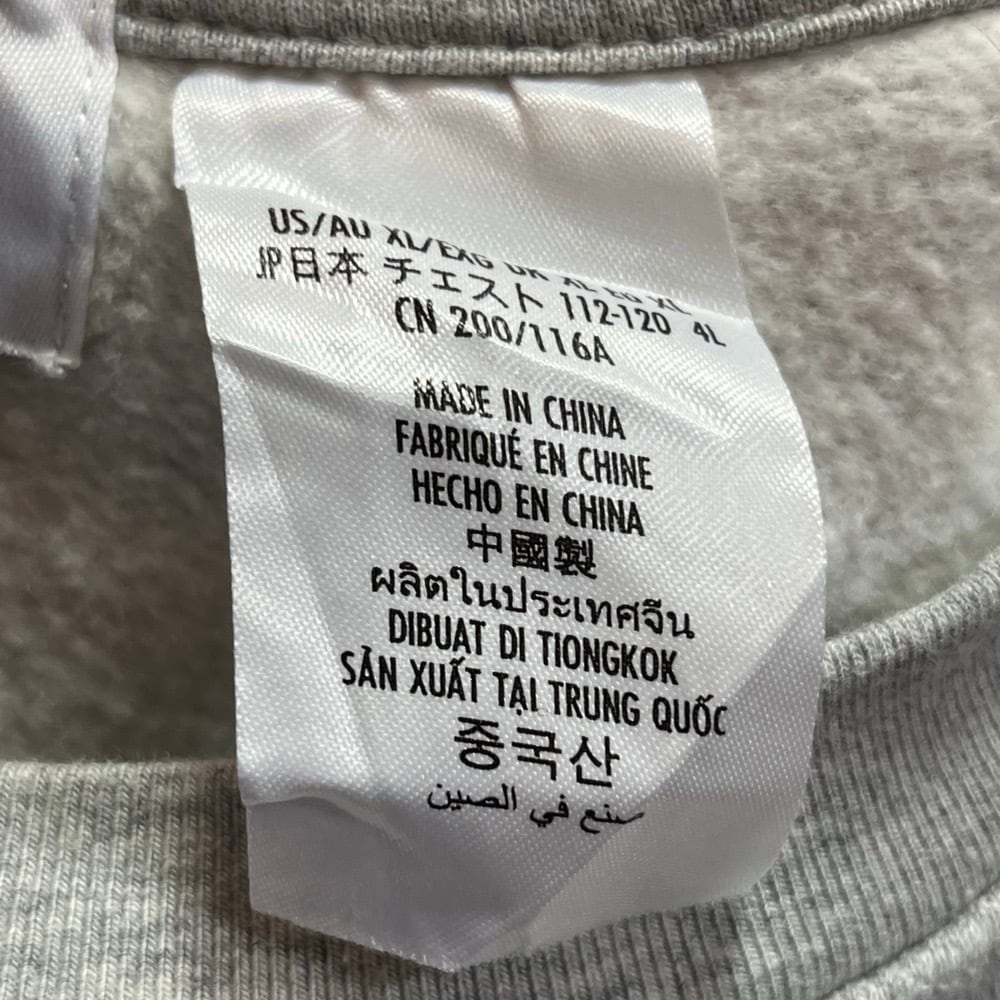 US/AU XL/EXG UK XL EU XL
JP日本 チェスト 112-120 4L
CN 200/116A
MADE IN CHINA
FABRIQUÉ EN CHINE
HECHO EN CHINA
中國製
ผลิตในประเทศจีน
DIBUAT DI TIONGKOK
SẢN XUẤT TẠI TRUNG QUỐC
중국산
صنع في الصين